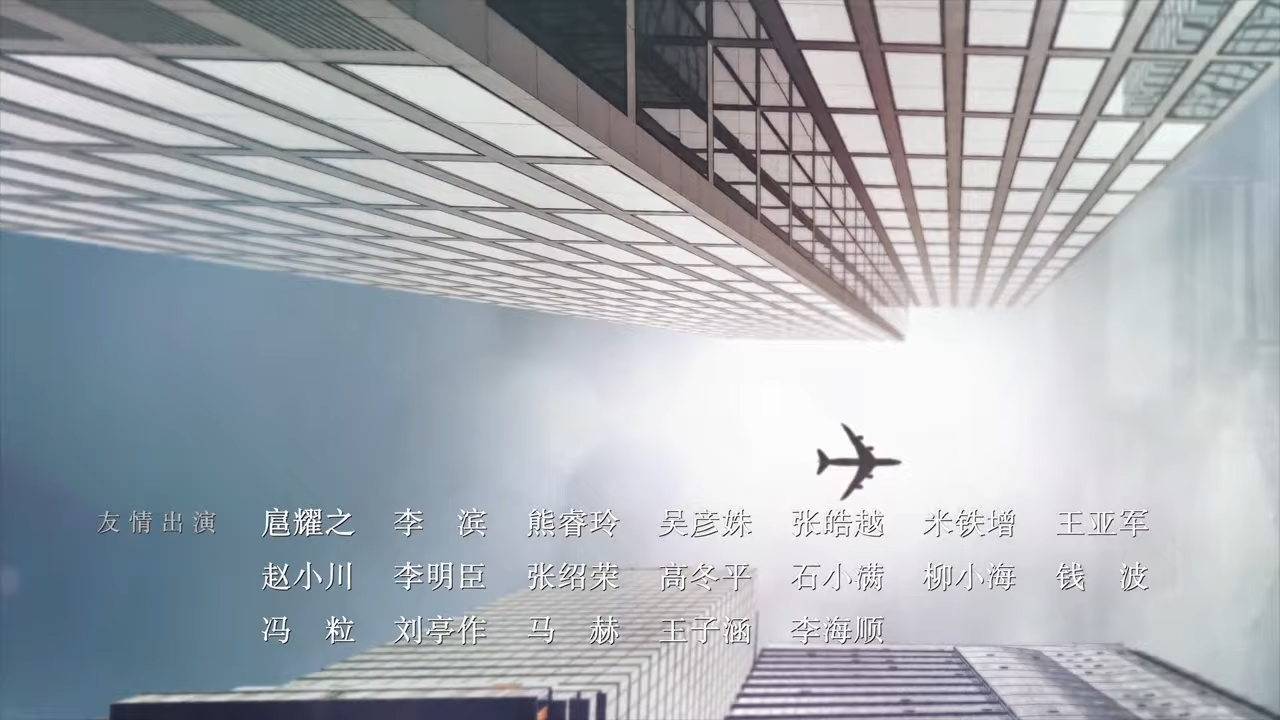 友情出演 扈耀之 李 滨 熊睿玲 吴彦姝 张皓越 米铁增 王亚军
赵小川 李明臣 张绍荣 高冬平 石小满 柳小海 钱 波
冯 粒 刘亭作 马 赫 王子涵 李海顺